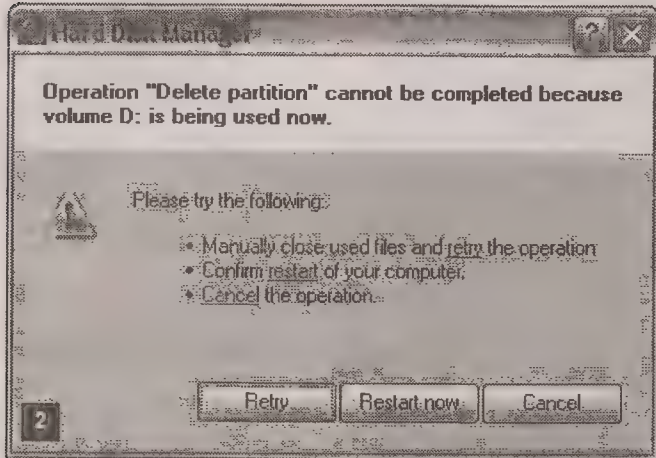 Hard Disk Manager
Operation "Delete partition" cannot be completed because
volume D: is being used now.
Please try the following:
• Manually close used files and retry the operation
• Confirm restart of your computer.
• Cancel the operation.
Retry
Restart now
Cancel
2